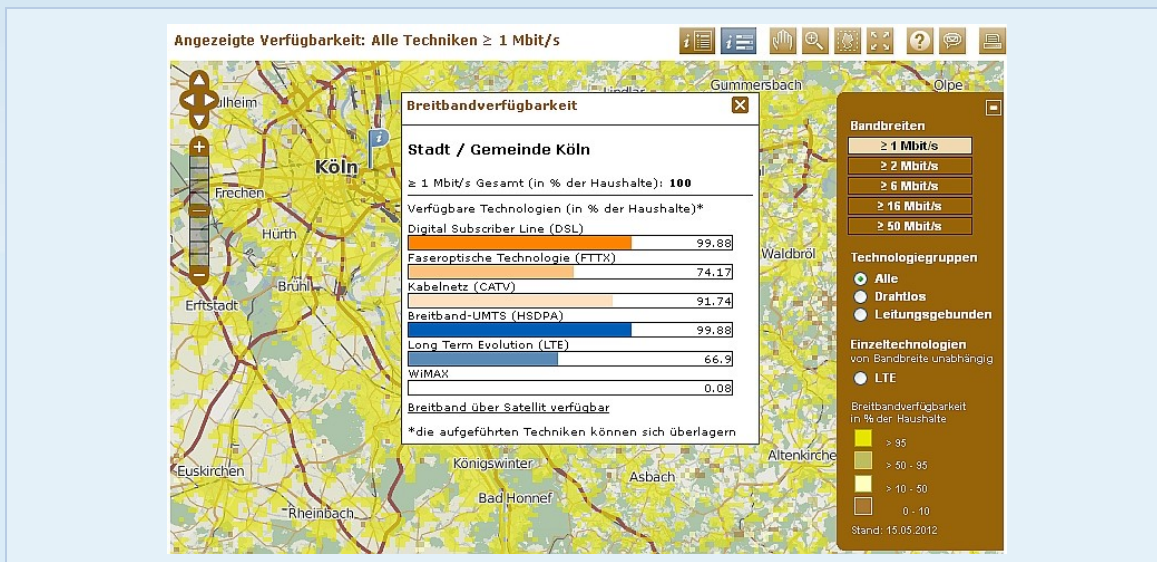 Angezeigte Verfügbarkeit: Alle Techniken ≥ 1 Mbit/s
Gummersbach
Olpe
Köln
Frechen
Hürth
Brühl
Erftstadt
Waldbröl
Euskirchen
Rheinbach
Königswinter
Bad Honnef
Asbach
Breitbandverfügbarkeit
Stadt / Gemeinde Köln
≥ 1 Mbit/s Gesamt (in % der Haushalte): 100
Verfügbare Technologien (in % der Haushalte)*
Digital Subscriber Line (DSL)
99.88
Faseroptische Technologie (FTTX)
74.17
Kabelnetz (CATV)
91.74
Breitband-UMTS (HSDPA)
99.88
Long Term Evolution (LTE)
66.9
WiMAX
0.08
Breitband über Satellit verfügbar
*die aufgeführten Techniken können sich überlagern
Bandbreiten
≥ 1 Mbit/s
≥ 2 Mbit/s
≥ 6 Mbit/s
≥ 16 Mbit/s
≥ 50 Mbit/s
Technologiegruppen
Alle
Drahtlos
Leitungsgebunden
Einzeltechnologien
von Bandbreite unabhängig
LTE
Breitbandverfügbarkeit
in % der Haushalte
> 95
> 50 - 95
> 10 - 50
0 - 10
Stand: 15.05.2012